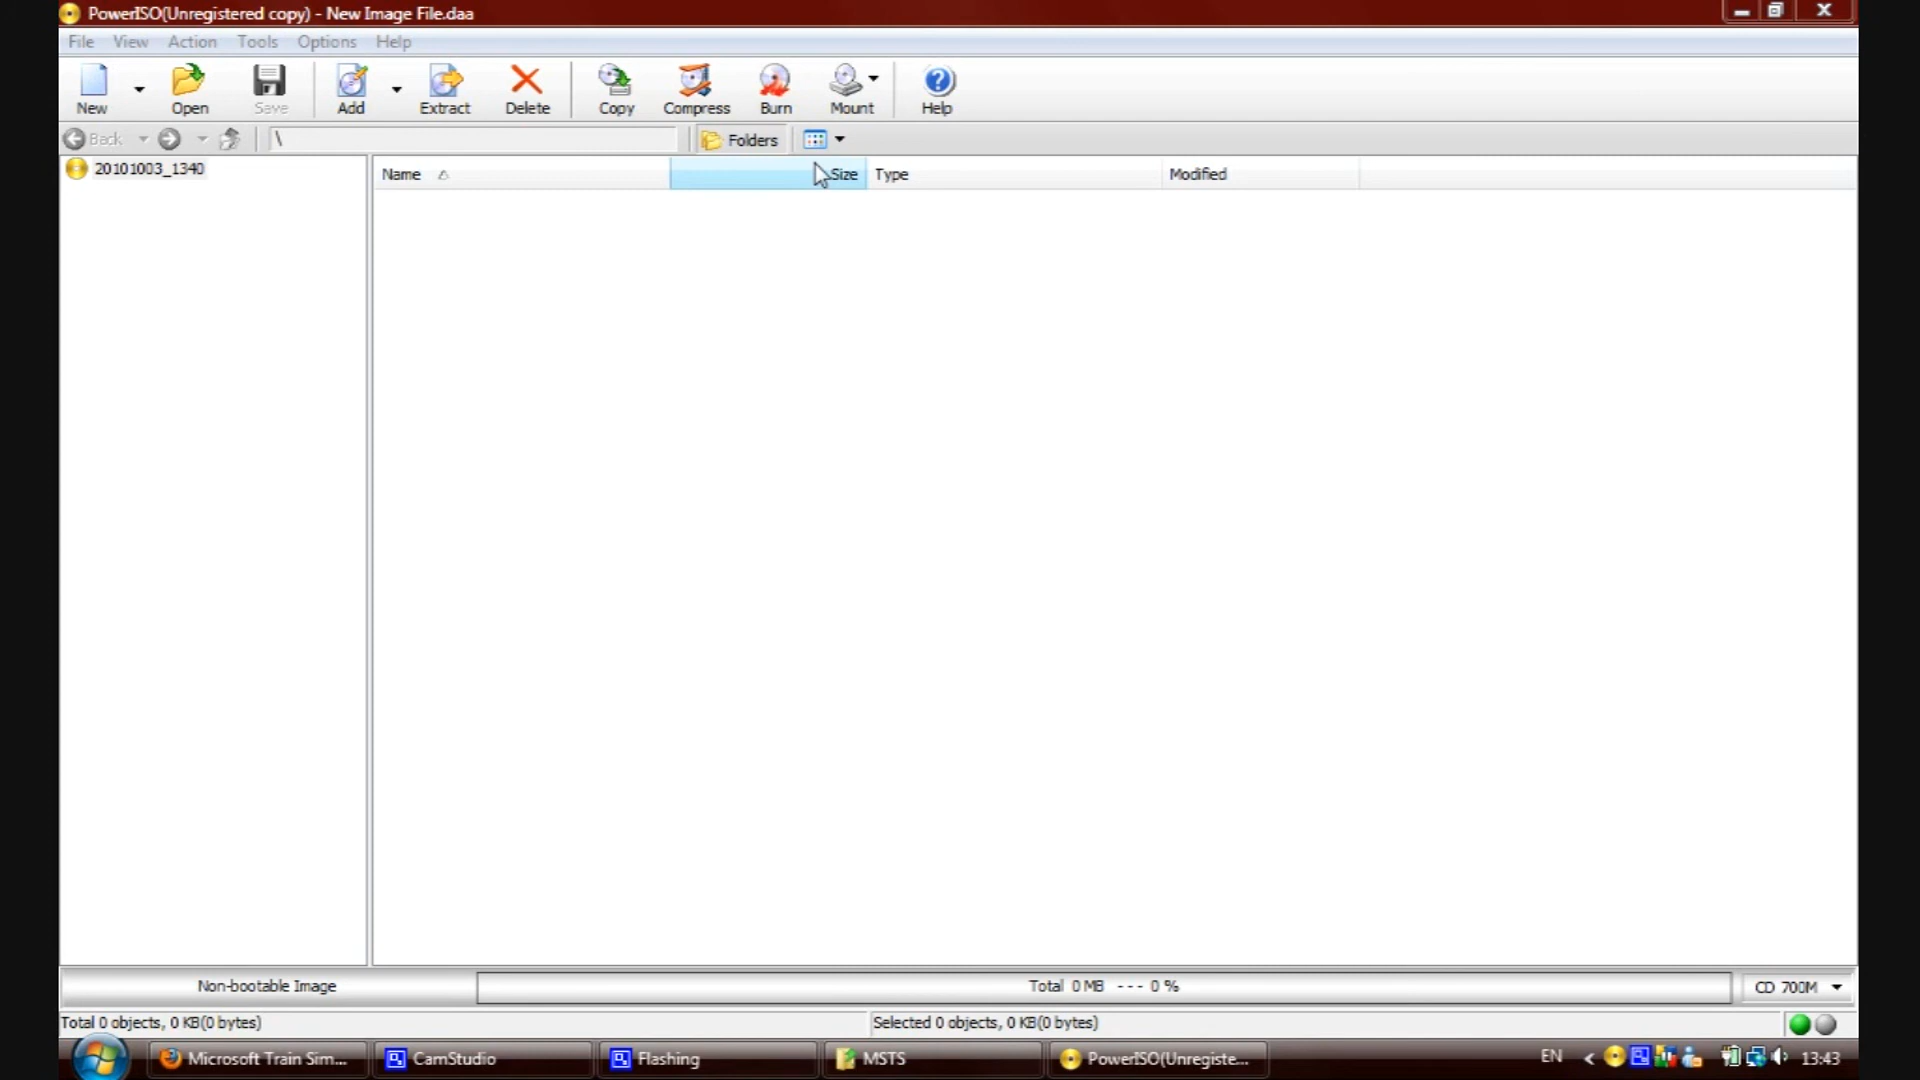 PowerISO(Unregistered copy) - New Image File.daa
File View Action Tools Options Help
New Open Save Add Extract Delete Copy Compress Burn Mount Help
Back \ Folders
20101003_1340
Name Size Type Modified
Non-bootable Image Total 0 MB --- 0 % CD 700M
Total 0 objects, 0 KB(0 bytes) Selected 0 objects, 0 KB(0 bytes)
Microsoft Train Sim... CamStudio Flashing MSTS PowerISO(Unregiste... EN < 13:43